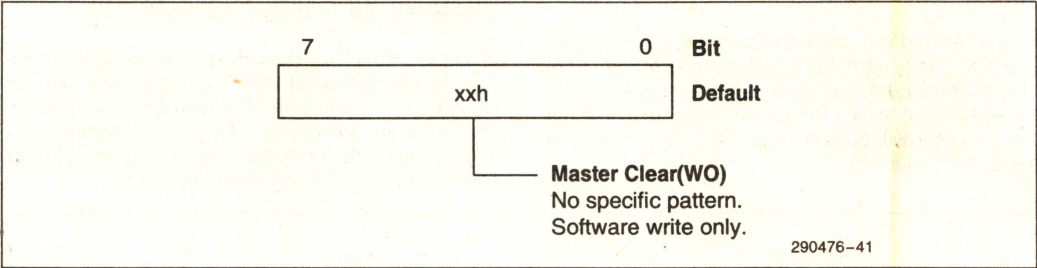 7 0 Bit
xxh Default
Master Clear(WO)
No specific pattern.
Software write only.
290476–41